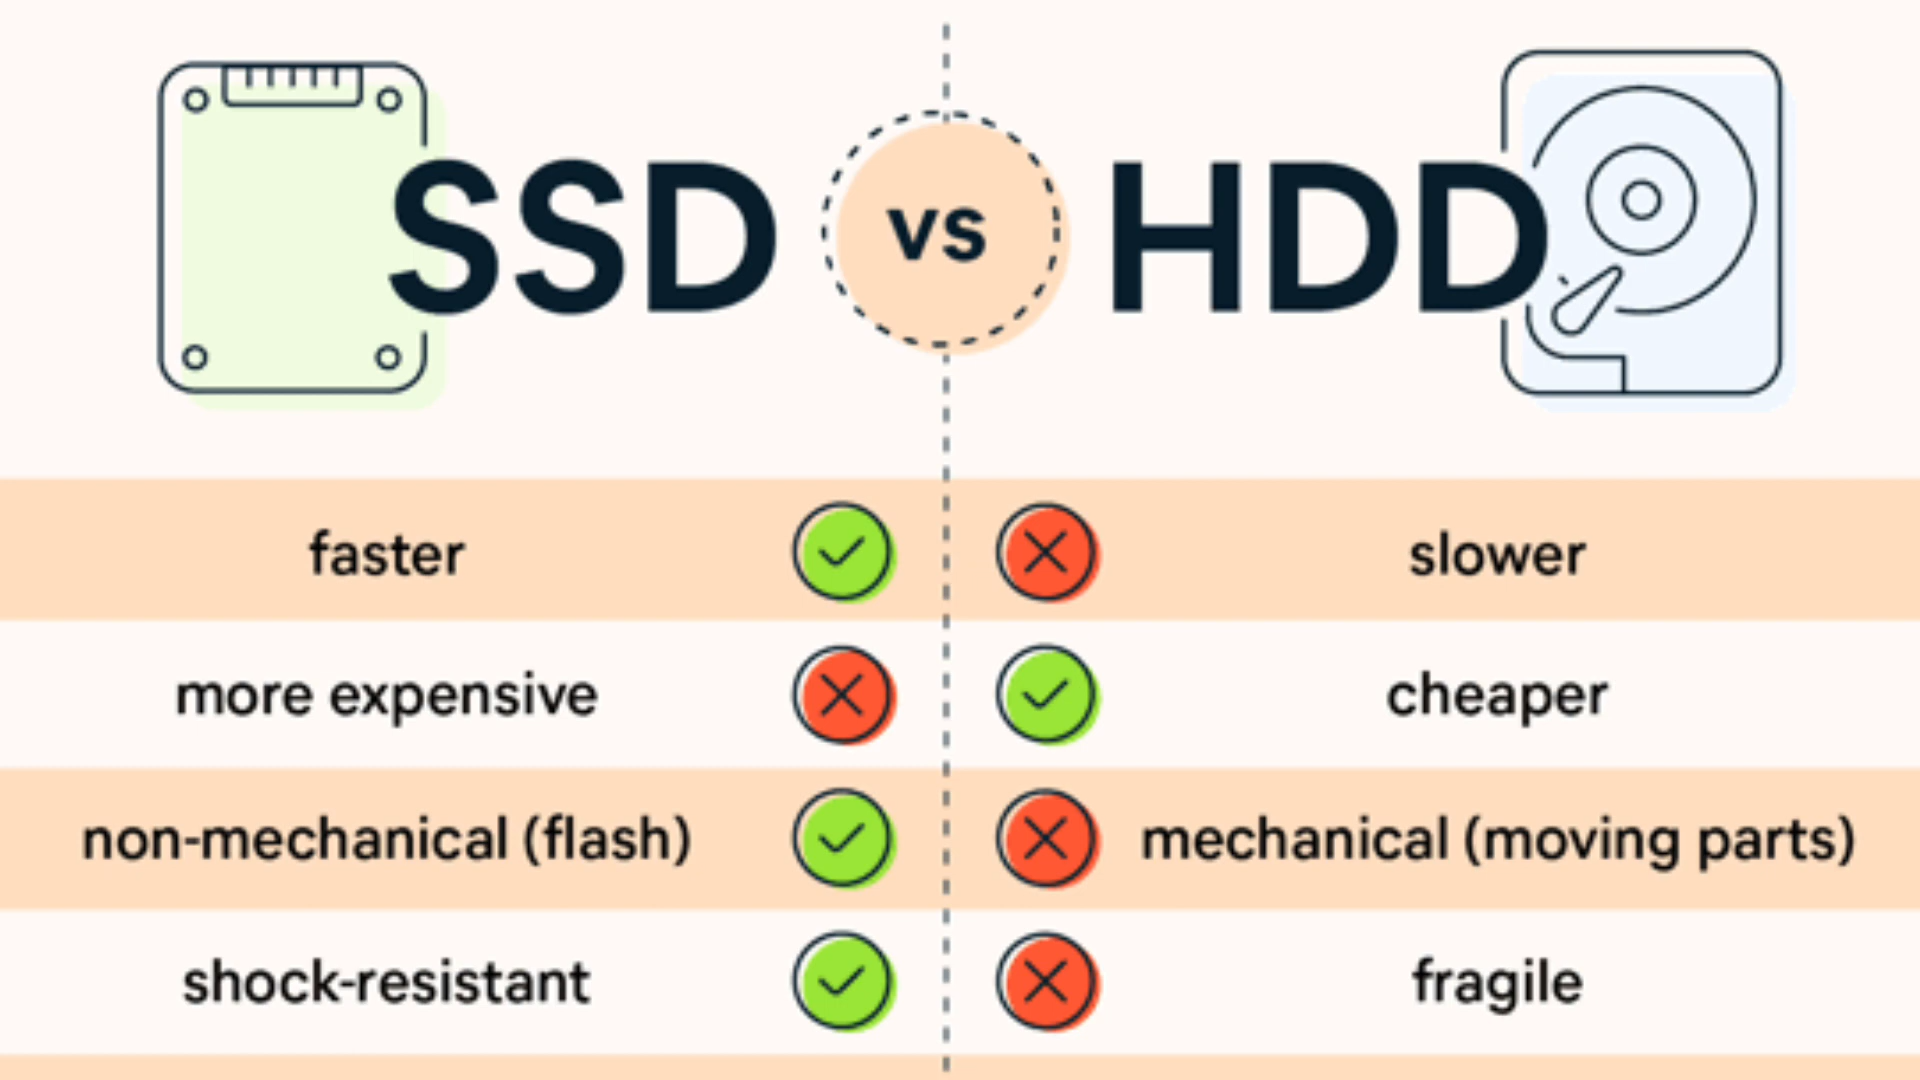 SSD vs HDD
faster slower
more expensive cheaper
non-mechanical (flash) mechanical (moving parts)
shock-resistant fragile